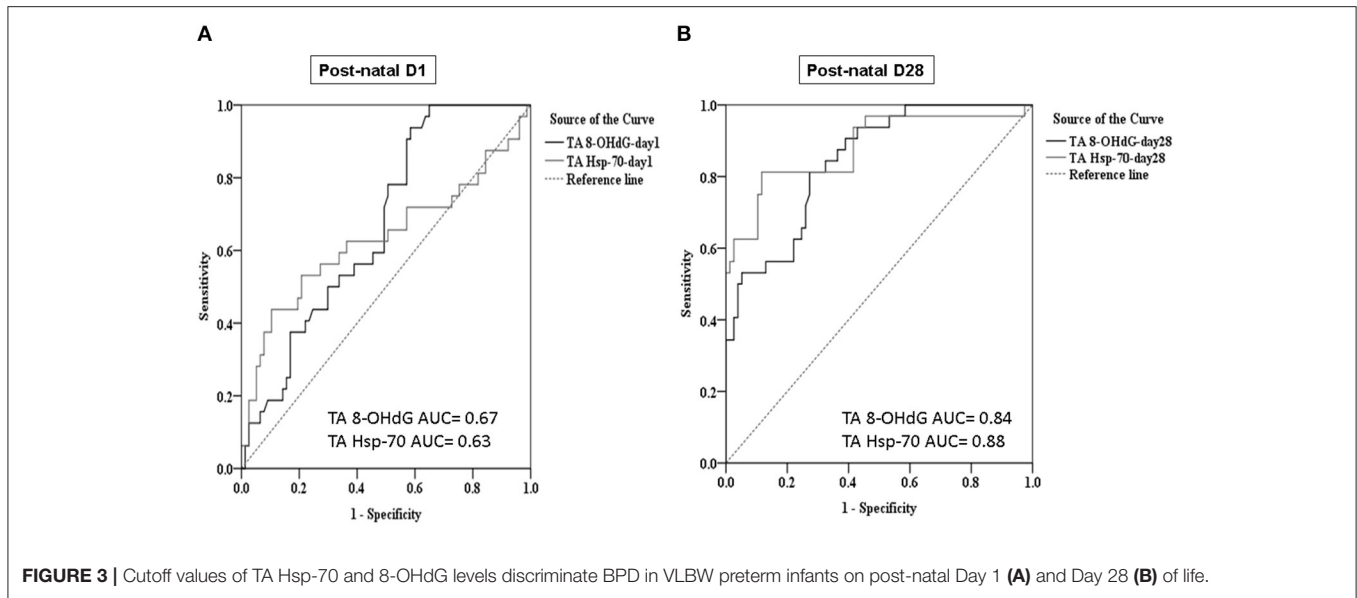 A
Post-natal D1
1.0
0.8
0.6
0.4
0.2
0.0
Sensitivity
0.0 0.2 0.4 0.6 0.8 1.0
1 - Specificity
Source of the Curve
TA 8-OHdG-day1
TA Hsp-70-day1
Reference line
TA 8-OHdG AUC= 0.67
TA Hsp-70 AUC= 0.63
B
Post-natal D28
1.0
0.8
0.6
0.4
0.2
0.0
Sensitivity
0.0 0.2 0.4 0.6 0.8 1.0
1 - Specificity
Source of the Curve
TA 8-OHdG-day28
TA Hsp-70-day28
Reference line
TA 8-OHdG AUC= 0.84
TA Hsp-70 AUC= 0.88
FIGURE 3 | Cutoff values of TA Hsp-70 and 8-OHdG levels discriminate BPD in VLBW preterm infants on post-natal Day 1 (A) and Day 28 (B) of life.